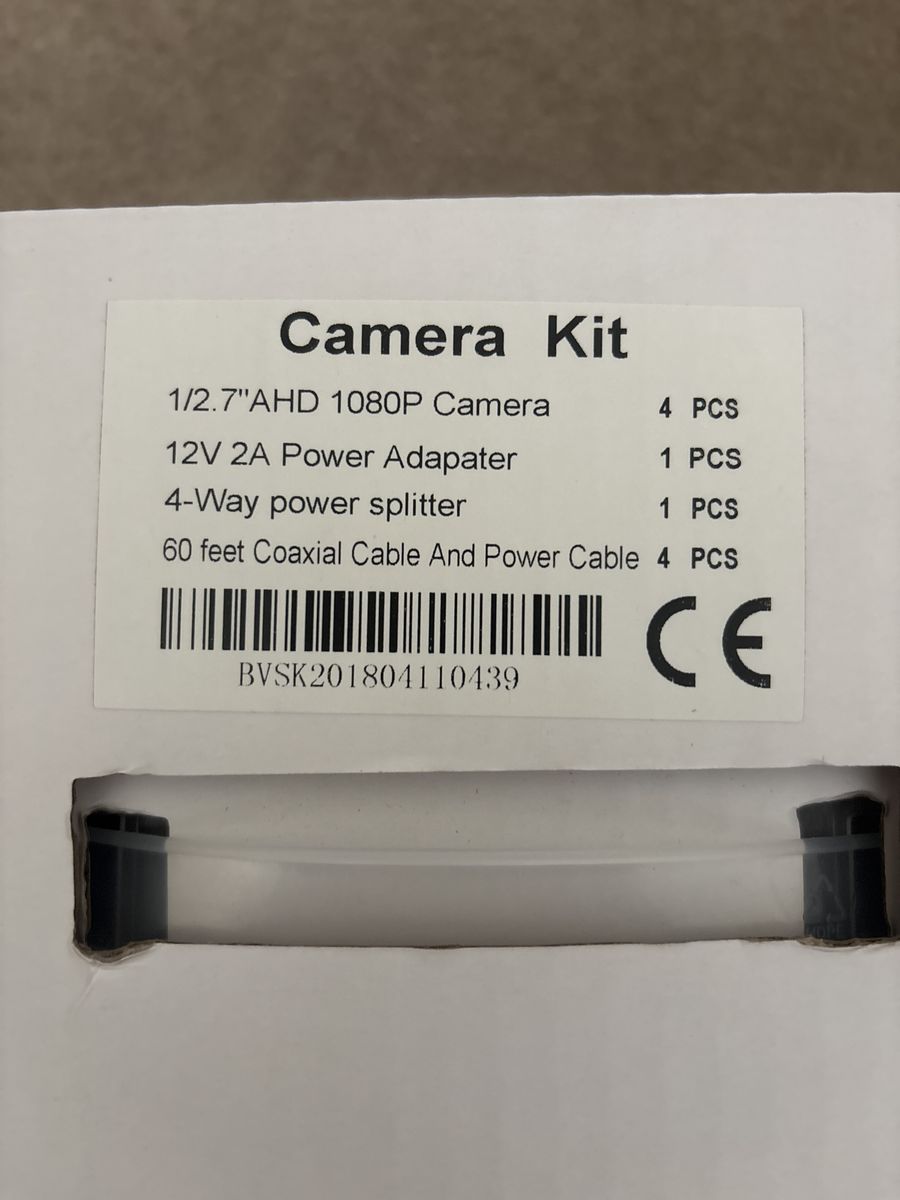 Camera Kit
1/2.7"AHD 1080P Camera 4 PCS
12V 2A Power Adapater 1 PCS
4-Way power splitter 1 PCS
60 feet Coaxial Cable And Power Cable 4 PCS
BVSK201804110439
CE